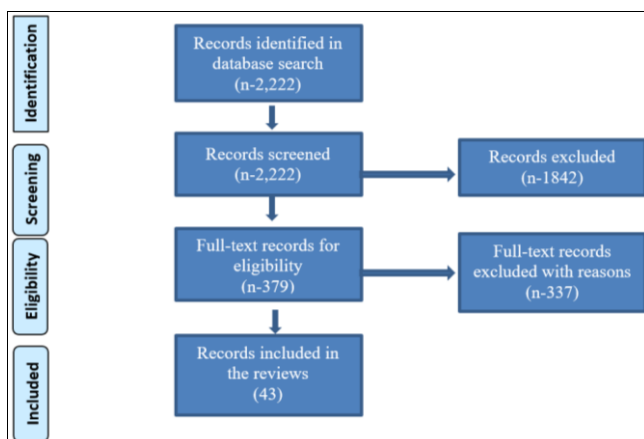 Identification
Records identified in
database search
(n-2,222)
Screening
Records screened
(n-2,222)
Records excluded
(n-1842)
Eligibility
Full-text records for
eligibility
(n-379)
Full-text records
excluded with reasons
(n-337)
Included
Records included in
the reviews
(43)